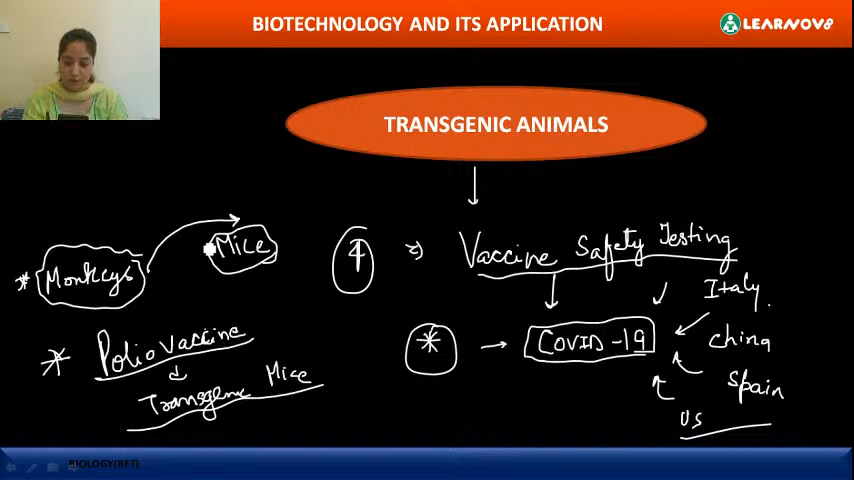 BIOTECHNOLOGY AND ITS APPLICATION
LEARNOV8
TRANSGENIC ANIMALS
Monkeys
Mice
Vaccine Safety Testing
Italy
COVID-19
China
Spain
US
Polio Vaccine
Transgenic Mice
BIOLOGY(BFT)